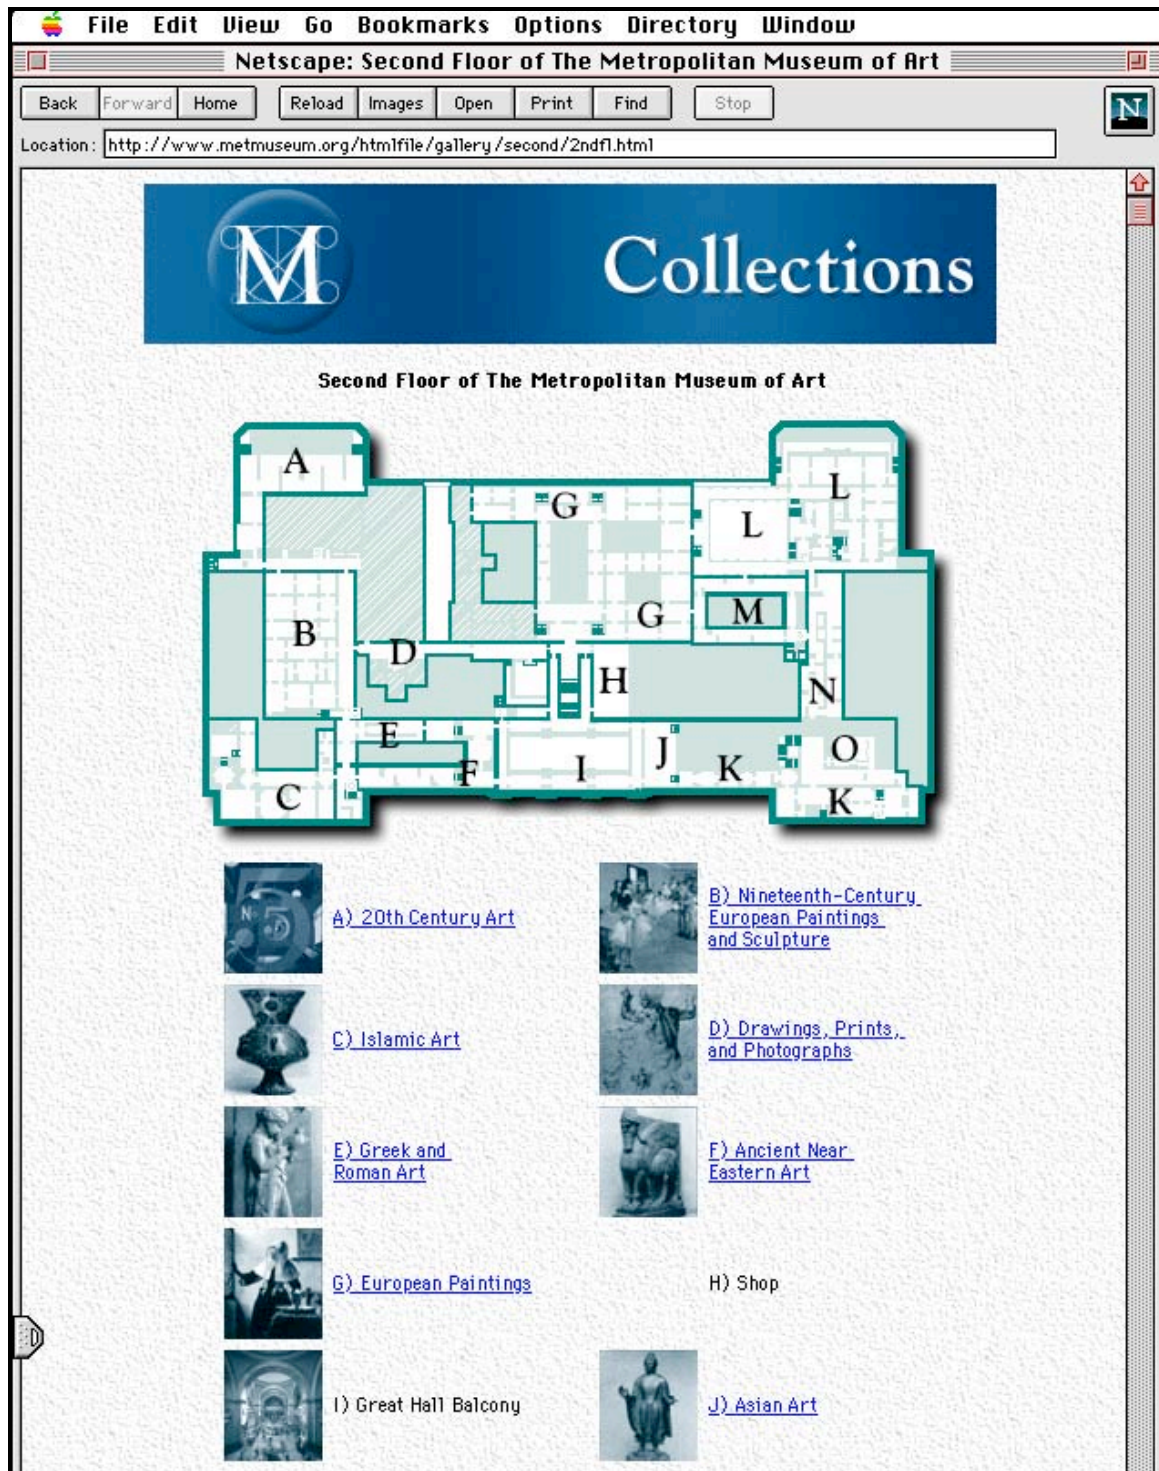 File Edit View Go Bookmarks Options Directory Window
Netscape: Second Floor of The Metropolitan Museum of Art
Back Forward Home Reload Images Open Print Find Stop
N
Location: http://www.metmuseum.org/htmlfile/gallery/second/2ndfl.html
M Collections
Second Floor of The Metropolitan Museum of Art
A
L
G
L
B
G
M
D
H
N
E
J
O
F
I
K
C
K
N° 5
A) 20th Century Art
B) Nineteenth-Century
European Paintings
and Sculpture
C) Islamic Art
D) Drawings, Prints,
and Photographs
E) Greek and
Roman Art
F) Ancient Near
Eastern Art
G) European Paintings
H) Shop
I) Great Hall Balcony
J) Asian Art